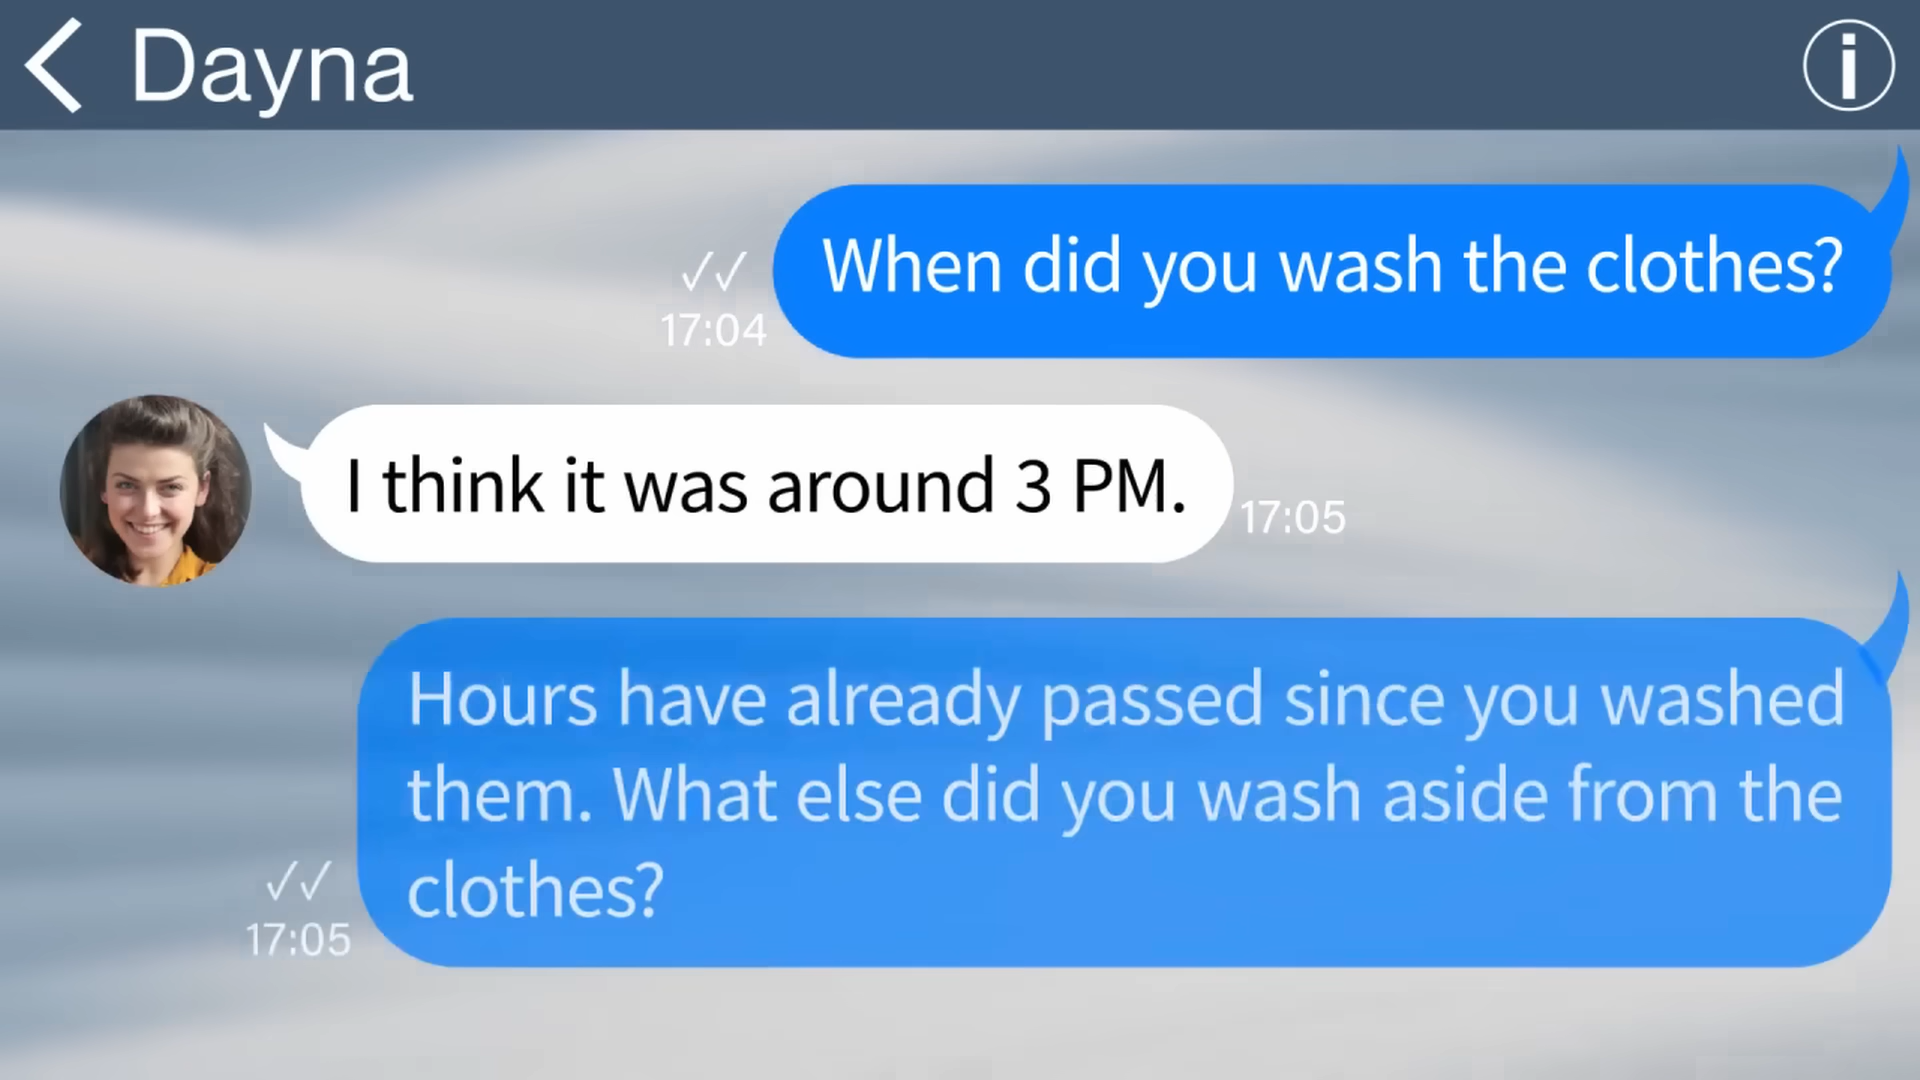 Dayna
When did you wash the clothes?
✓✓
17:04
I think it was around 3 PM.
17:05
Hours have already passed since you washed
them. What else did you wash aside from the
clothes?
✓✓
17:05